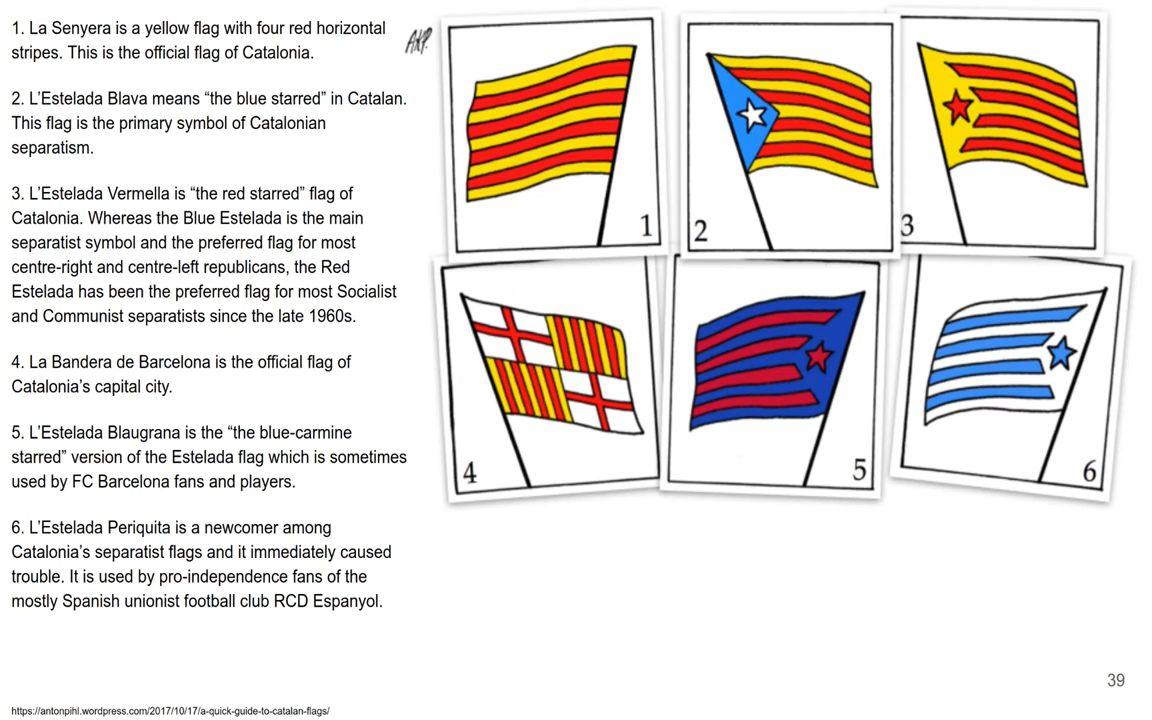 1. La Senyera is a yellow flag with four red horizontal
stripes. This is the official flag of Catalonia.
2. L’Estelada Blava means “the blue starred” in Catalan.
This flag is the primary symbol of Catalonian
separatism.
3. L’Estelada Vermella is “the red starred” flag of
Catalonia. Whereas the Blue Estelada is the main
separatist symbol and the preferred flag for most
centre-right and centre-left republicans, the Red
Estelada has been the preferred flag for most Socialist
and Communist separatists since the late 1960s.
4. La Bandera de Barcelona is the official flag of
Catalonia’s capital city.
5. L’Estelada Blaugrana is the “the blue-carmine
starred” version of the Estelada flag which is sometimes
used by FC Barcelona fans and players.
6. L’Estelada Periquita is a newcomer among
Catalonia’s separatist flags and it immediately caused
trouble. It is used by pro-independence fans of the
mostly Spanish unionist football club RCD Espanyol.
1
2
3
4
5
6
39
https://antonpihl.wordpress.com/2017/10/17/a-quick-guide-to-catalan-flags/